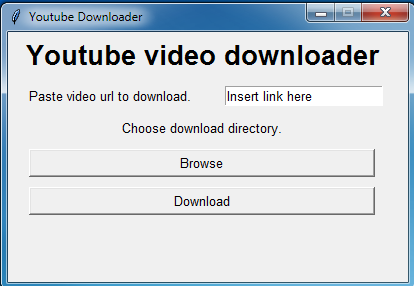 Youtube Downloader
Youtube video downloader
Paste video url to download. Insert link here
Choose download directory.
Browse
Download